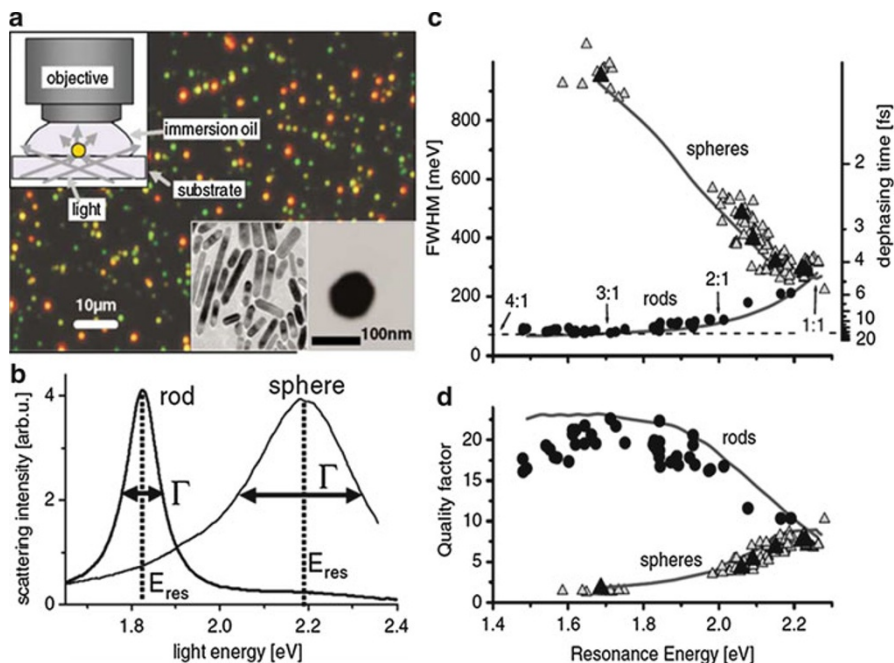 a
objective
immersion oil
substrate
light
10µm
100nm
b
rod
sphere
Γ
Γ
E_res
E_res
4
2
0
scattering intensity [arb.u.]
1.8 2.0 2.2 2.4
light energy [eV]
c
FWHM [meV]
800
600
400
200
0
spheres
rods
4:1
3:1
2:1
1:1
2
3
4
6
10
20
dephasing time [fs]
d
Quality factor
20
15
10
5
0
rods
spheres
1.4 1.6 1.8 2.0 2.2
Resonance Energy [eV]